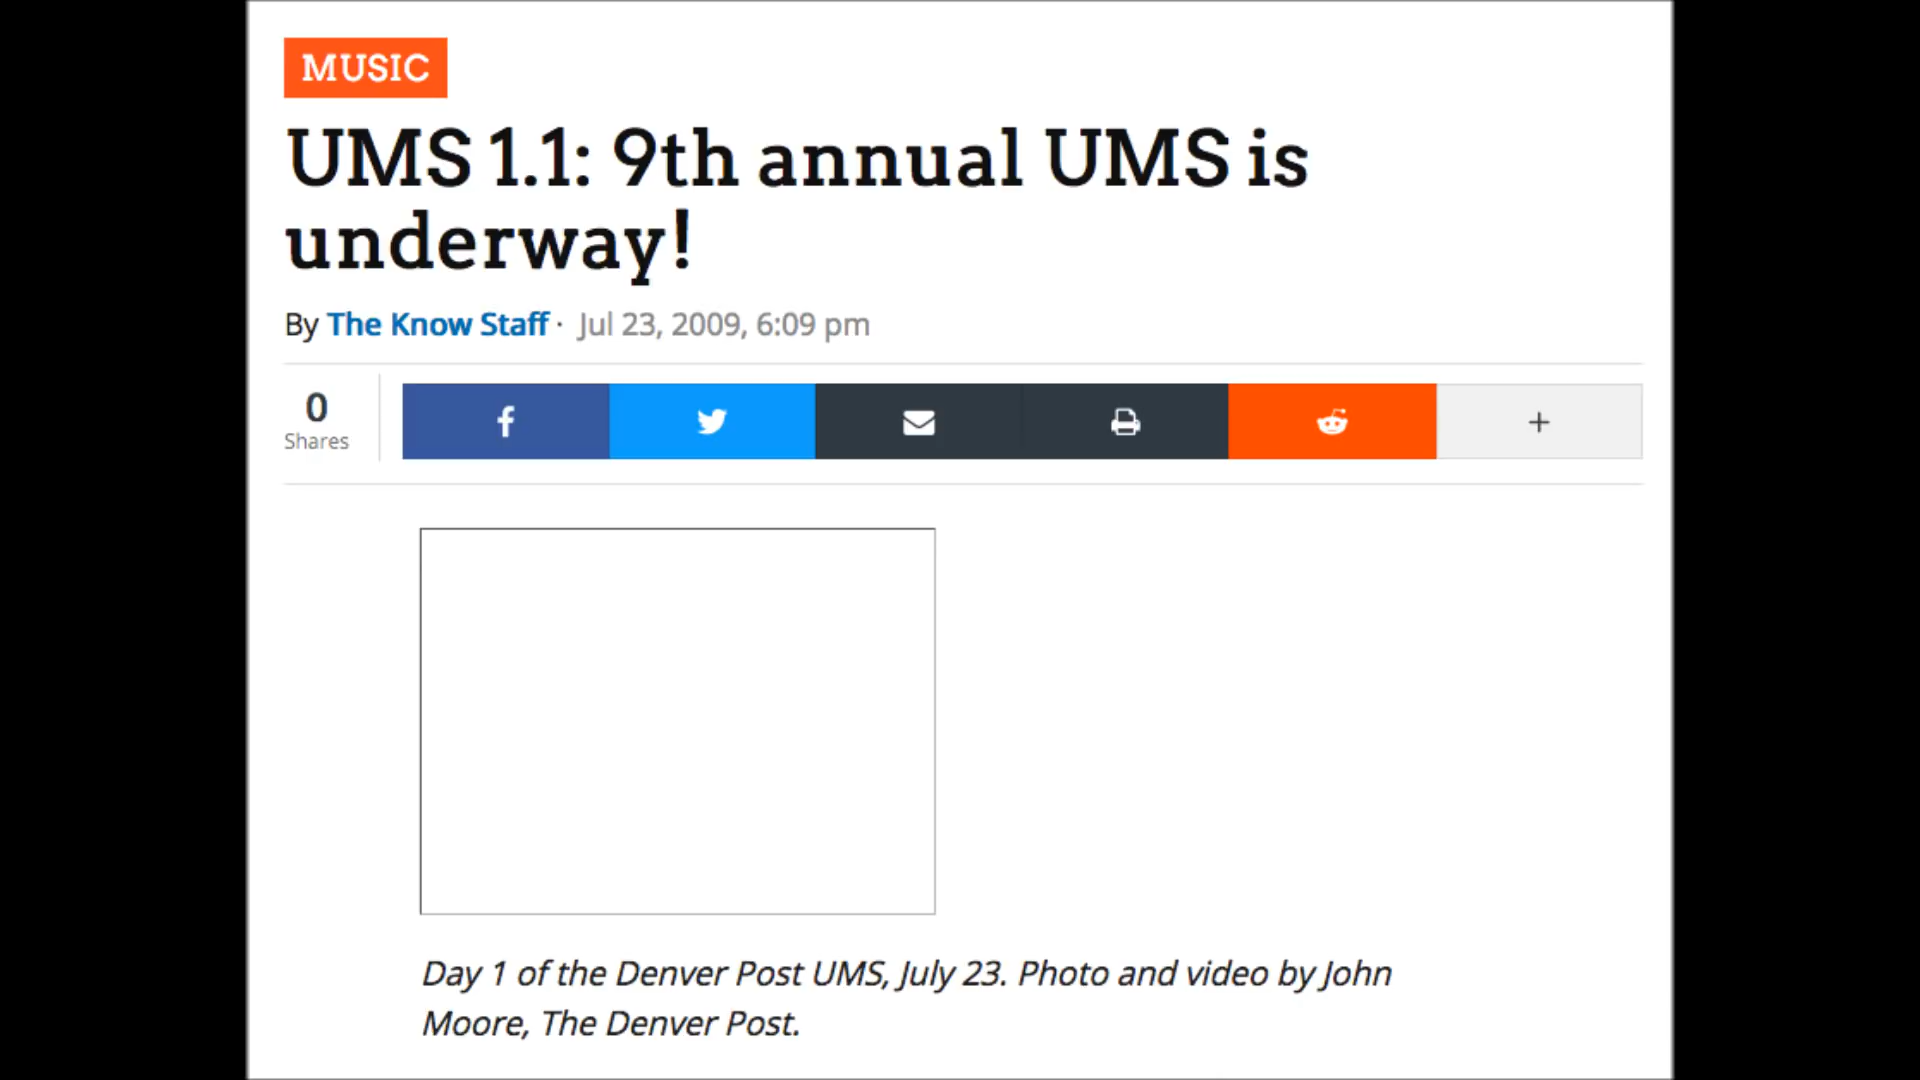 MUSIC
UMS 1.1: 9th annual UMS is
underway!
By The Know Staff · Jul 23, 2009, 6:09 pm
0
Shares
Day 1 of the Denver Post UMS, July 23. Photo and video by John
Moore, The Denver Post.